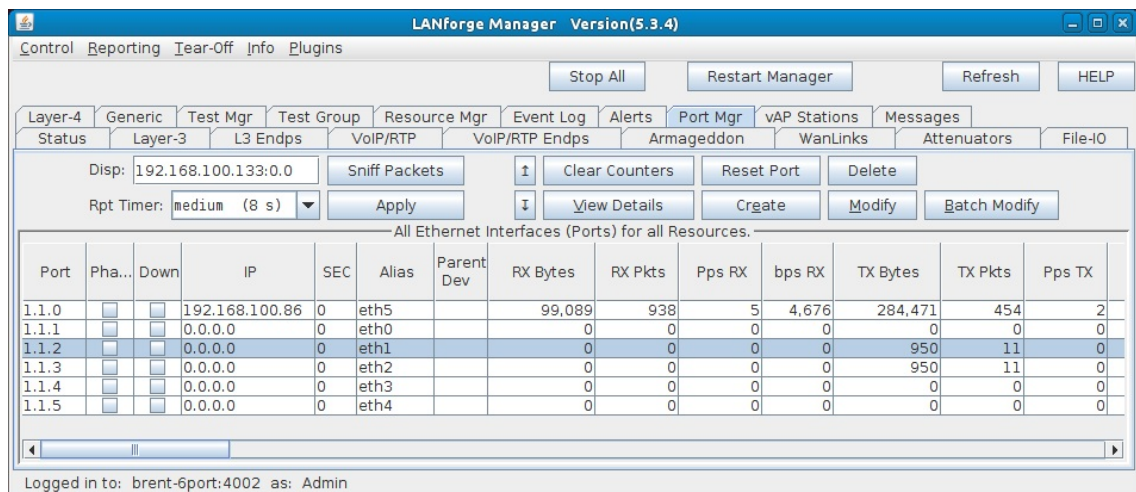 LANforge Manager Version(5.3.4)
Control Reporting Tear-Off Info Plugins
Stop All Restart Manager Refresh HELP
Layer-4 Generic Test Mgr Test Group Resource Mgr Event Log Alerts Port Mgr vAP Stations Messages
Status Layer-3 L3 Endps VoIP/RTP VoIP/RTP Endps Armageddon WanLinks Attenuators File-IO
Disp: 192.168.100.133:0.0 Sniff Packets Clear Counters Reset Port Delete
Rpt Timer: medium (8 s) Apply View Details Create Modify Batch Modify
All Ethernet Interfaces (Ports) for all Resources.
Port Pha... Down IP SEC Alias Parent Dev RX Bytes RX Pkts Pps RX bps RX TX Bytes TX Pkts Pps TX
1.1.0 192.168.100.86 0 eth5 99,089 938 5 4,676 284,471 454 2
1.1.1 0.0.0.0 0 eth0 0 0 0 0 0 0 0
1.1.2 0.0.0.0 0 eth1 0 0 0 0 950 11 0
1.1.3 0.0.0.0 0 eth2 0 0 0 0 950 11 0
1.1.4 0.0.0.0 0 eth3 0 0 0 0 0 0 0
1.1.5 0.0.0.0 0 eth4 0 0 0 0 0 0 0
Logged in to: brent-6port:4002 as: Admin